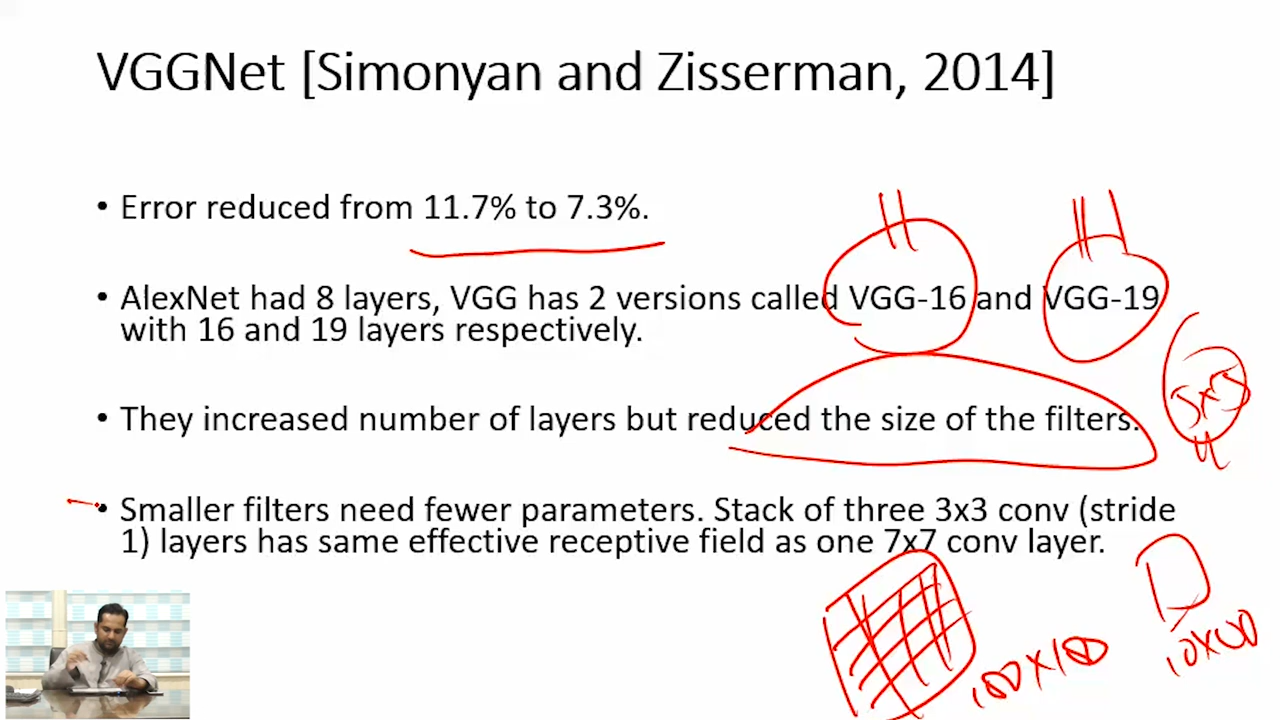 VGGNet [Simonyan and Zisserman, 2014]
• Error reduced from 11.7% to 7.3%.
• AlexNet had 8 layers, VGG has 2 versions called VGG-16 and VGG-19
with 16 and 19 layers respectively.
• They increased number of layers but reduced the size of the filters.
5x5
• Smaller filters need fewer parameters. Stack of three 3x3 conv (stride
1) layers has same effective receptive field as one 7x7 conv layer.
100x100